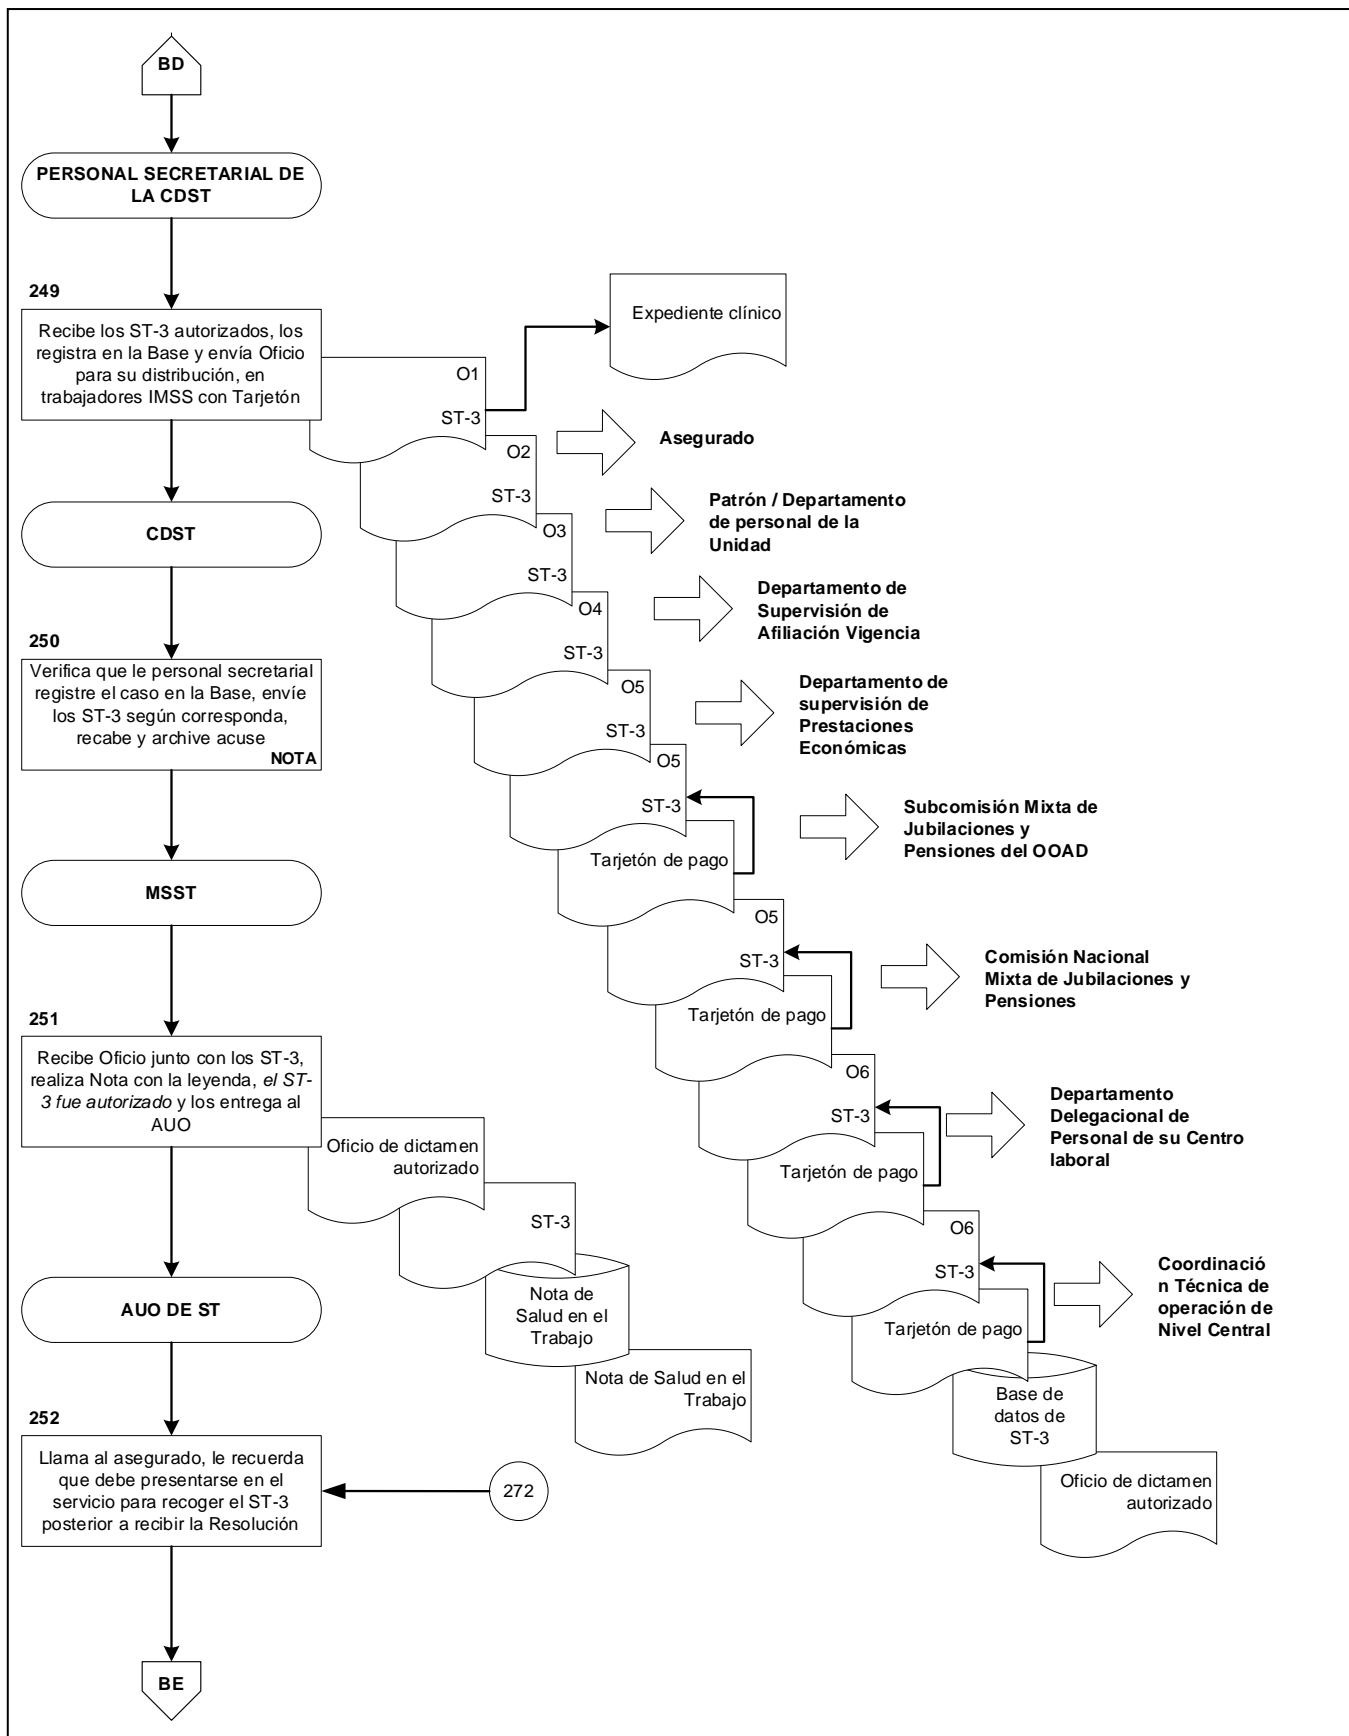 BD
PERSONAL SECRETARIAL DE
LA CDST
249
Recibe los ST-3 autorizados, los
registra en la Base y envía Oficio
para su distribución, en
trabajadores IMSS con Tarjetón
O1
ST-3
Expediente clínico
O2
ST-3
Asegurado
O3
ST-3
Patrón / Departamento
de personal de la
Unidad
CDST
O4
ST-3
Departamento de
Supervisión de
Afiliación Vigencia
250
Verifica que le personal secretarial
registre el caso en la Base, envíe
los ST-3 según corresponda,
recabe y archive acuse
NOTA
O5
ST-3
Departamento de
supervisión de
Prestaciones
Económicas
O5
ST-3
Tarjetón de pago
Subcomisión Mixta de
Jubilaciones y
Pensiones del OOAD
MSST
O5
ST-3
Tarjetón de pago
Comisión Nacional
Mixta de Jubilaciones y
Pensiones
251
Recibe Oficio junto con los ST-3,
realiza Nota con la leyenda, el ST-
3 fue autorizado y los entrega al
AUO
Oficio de dictamen
autorizado
ST-3
Nota de
Salud en el
Trabajo
Nota de Salud en el
Trabajo
O6
ST-3
Tarjetón de pago
Departamento
Delegacional de
Personal de su Centro
laboral
O6
ST-3
Tarjetón de pago
Coordinació
n Técnica de
operación de
Nivel Central
Base de
datos de
ST-3
Oficio de dictamen
autorizado
AUO DE ST
252
Llama al asegurado, le recuerda
que debe presentarse en el
servicio para recoger el ST-3
posterior a recibir la Resolución
272
BE